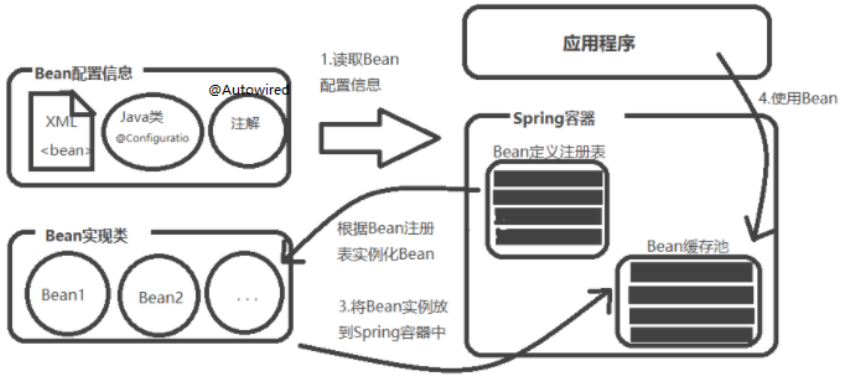 应用程序
Bean配置信息
1.读取Bean
配置信息
@Autowired
XML
<bean>
Java类
@Configuratio
注解
4.使用Bean
Spring容器
Bean定义注册表
Bean实现类
根据Bean注册
表实例化Bean
Bean缓存池
Bean1
Bean2
...
3.将Bean实例放
到Spring容器中